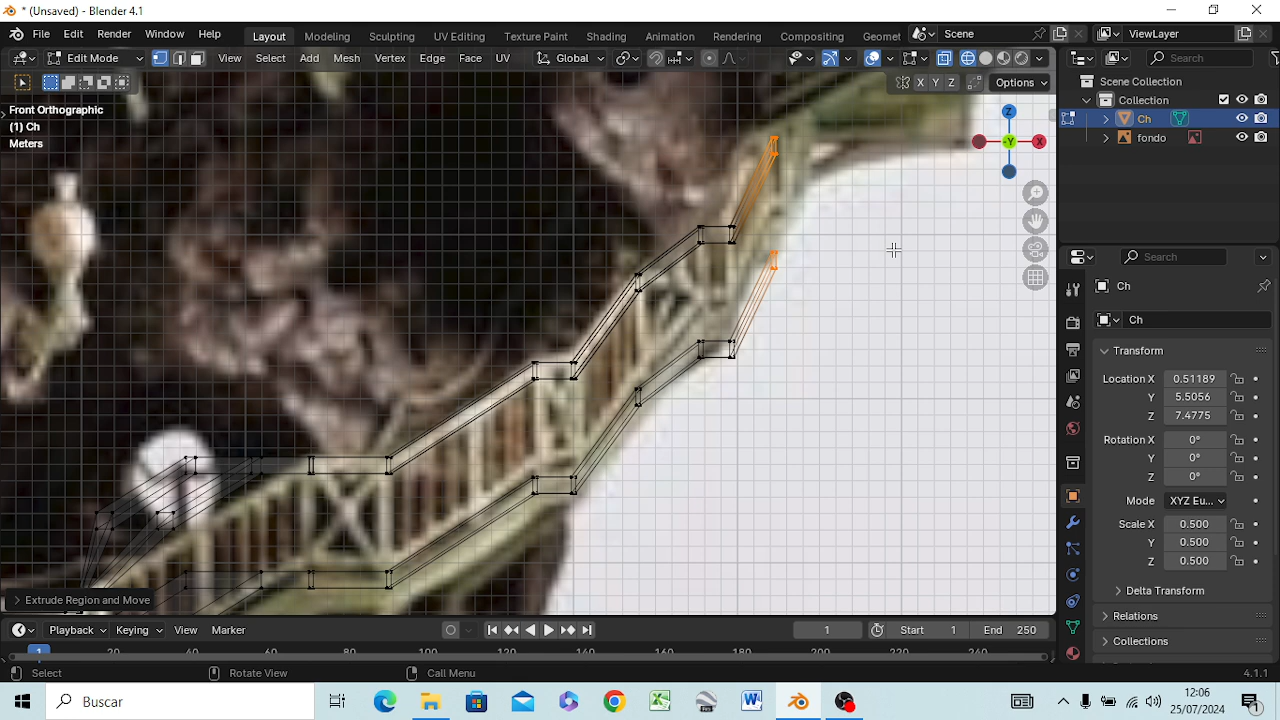 * (Unsaved) - Blender 4.1
File Edit Render Window Help Layout Modeling Sculpting UV Editing Texture Paint Shading Animation Rendering Compositing Geomet Scene ViewLayer
Edit Mode View Select Add Mesh Vertex Edge Face UV Global Search
X Y Z Options
Front Orthographic
(1) Ch
Meters
Z
-Y
X
Scene Collection
Collection
Ch
fondo
Search
Ch
Ch
Transform
Location X 0.51189
Y 5.5056
Z 7.4775
Rotation X 0°
Y 0°
Z 0°
Mode XYZ Eu...
Scale X 0.500
Y 0.500
Z 0.500
Delta Transform
Relations
Collections
Extrude Region and Move
Playback Keying View Marker 1 Start 1 End 250
1 20 40 60 80 100 120 140 160 180 200 220 240
Select Rotate View Call Menu 4.1.1
Buscar
12:06
25/07/2024
1